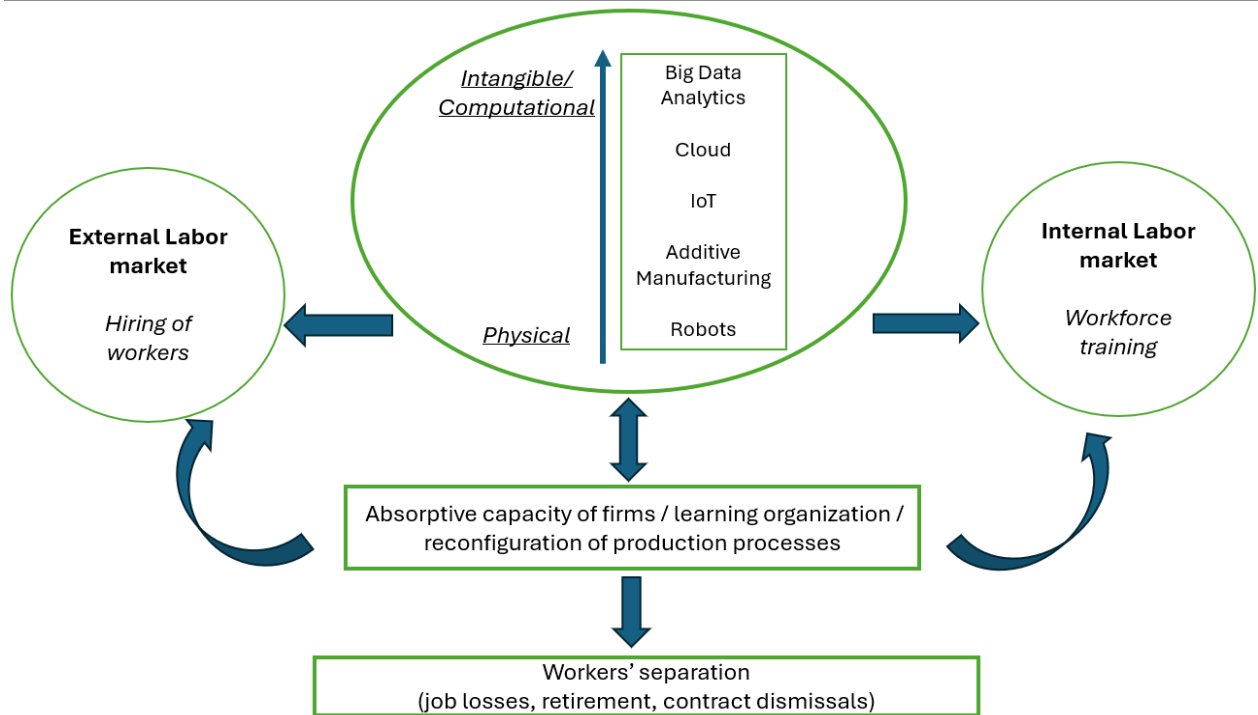 Intangible/
Computational
Physical
Big Data
Analytics
Cloud
IoT
Additive
Manufacturing
Robots
External Labor
market
Hiring of
workers
Internal Labor
market
Workforce
training
Absorptive capacity of firms / learning organization /
reconfiguration of production processes
Workers’ separation
(job losses, retirement, contract dismissals)